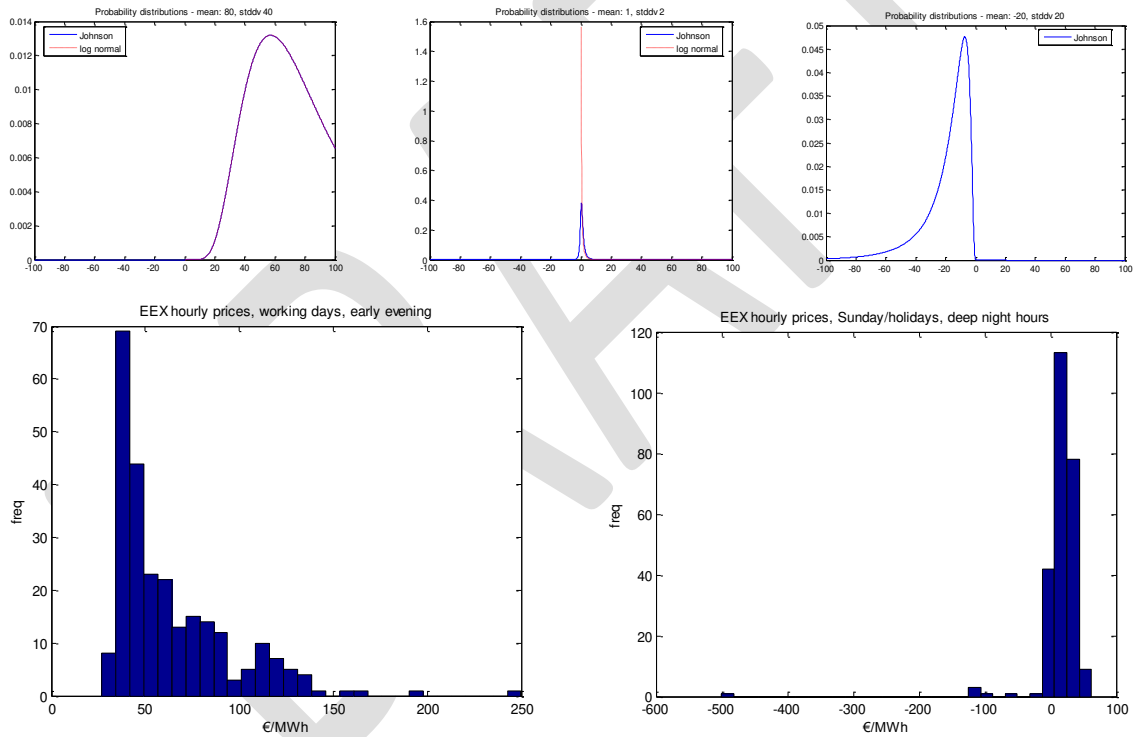 Probability distributions - mean: 80, stddv 40
0.014
0.012
0.01
0.008
0.006
0.004
0.002
0
-100 -80 -60 -40 -20 0 20 40 60 80 100
Johnson
log normal
Probability distributions - mean: 1, stddv 2
1.6
1.4
1.2
1
0.8
0.6
0.4
0.2
0
-100 -80 -60 -40 -20 0 20 40 60 80 100
Johnson
log normal
Probability distributions - mean: -20, stddv 20
0.05
0.045
0.04
0.035
0.03
0.025
0.02
0.015
0.01
0.005
0
-100 -80 -60 -40 -20 0 20 40 60 80 100
Johnson
EEX hourly prices, working days, early evening
70
60
50
40
30
20
10
0
0 50 100 150 200 250
freq
€/MWh
EEX hourly prices, Sunday/holidays, deep night hours
120
100
80
60
40
20
0
-600 -500 -400 -300 -200 -100 0 100
freq
€/MWh